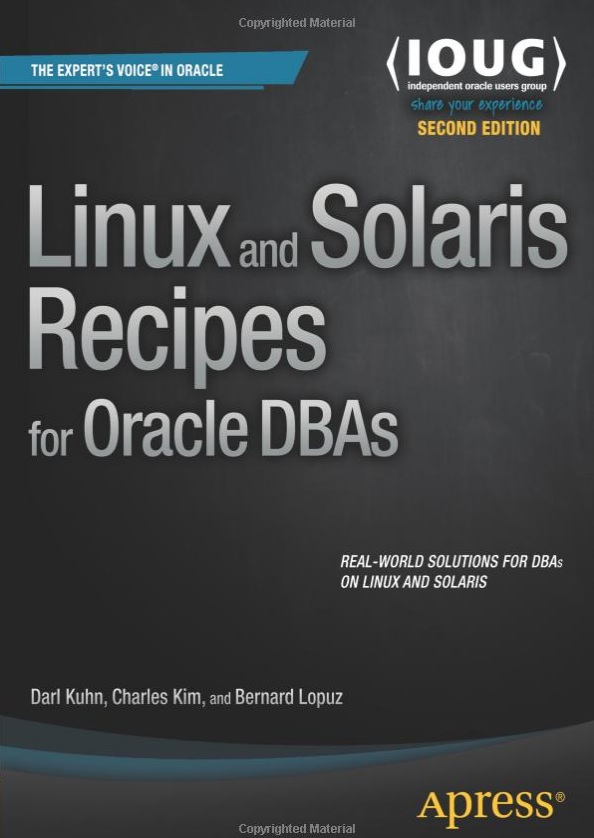 Copyrighted Material
THE EXPERT'S VOICE® IN ORACLE
⟨IOUG⟩
independent oracle users group
share your experience
SECOND EDITION
Linux and Solaris
Recipes
for Oracle DBAs
REAL-WORLD SOLUTIONS FOR DBAs
ON LINUX AND SOLARIS
Darl Kuhn, Charles Kim, and Bernard Lopuz
Apress®
Copyrighted Material